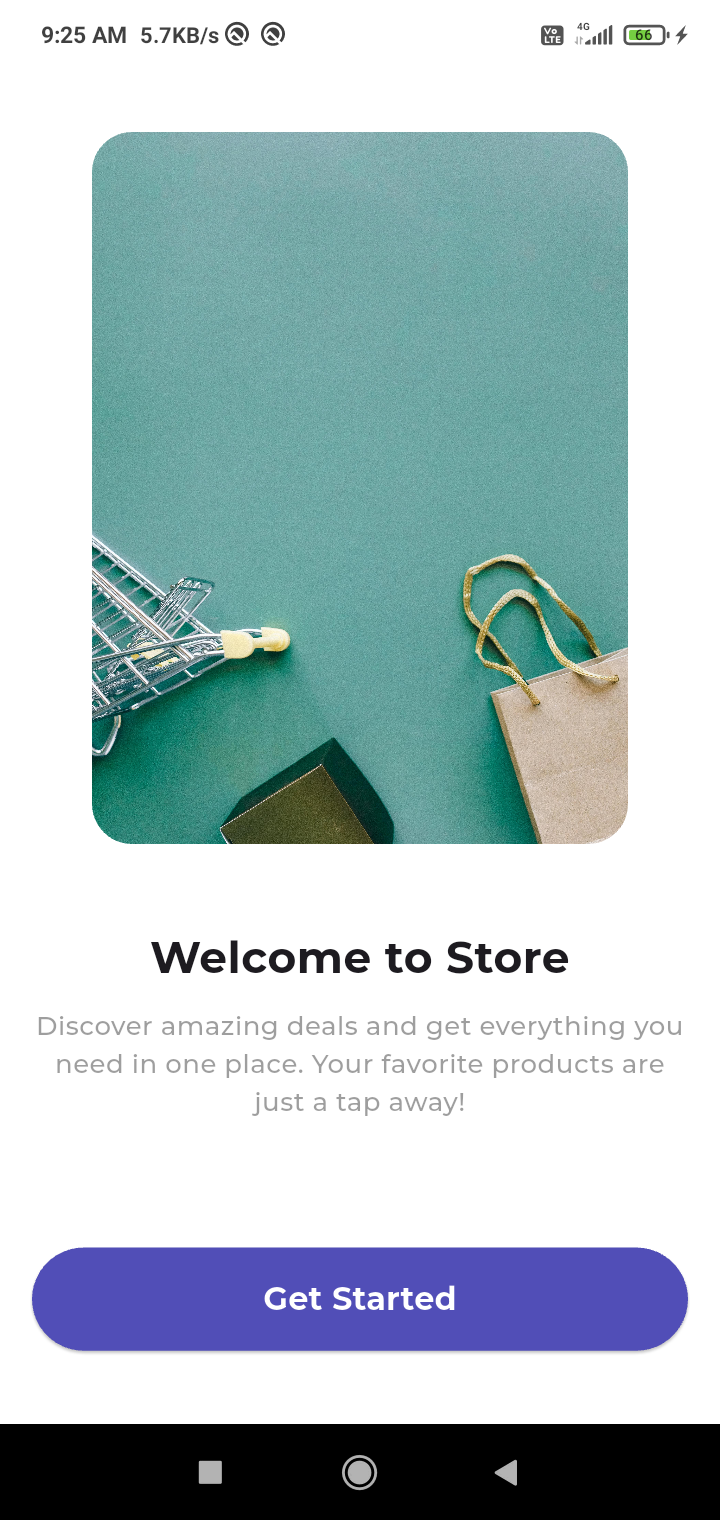 9:25 AM 5.7KB/s Vo LTE 4G 66
Welcome to Store
Discover amazing deals and get everything you
need in one place. Your favorite products are
just a tap away!
Get Started